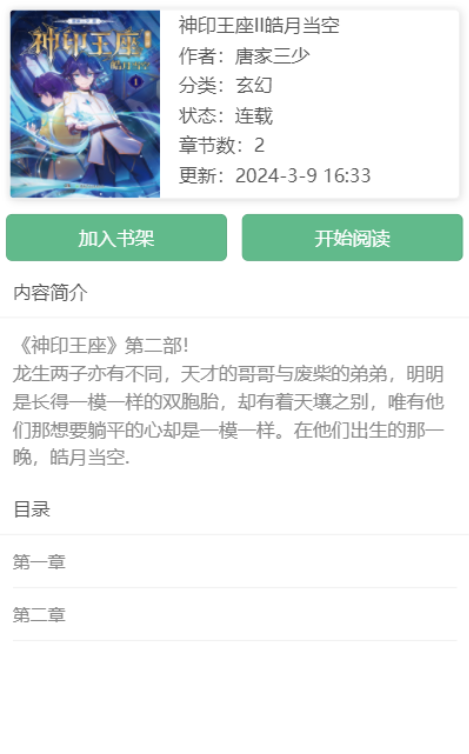 神印王座
皓月当空
1
神印王座II皓月当空
作者：唐家三少
分类：玄幻
状态：连载
章节数：2
更新：2024-3-9 16:33
加入书架
开始阅读
内容简介
《神印王座》第二部！
龙生两子亦有不同，天才的哥哥与废柴的弟弟，明明
是长得一模一样的双胞胎，却有着天壤之别，唯有他
们那想要躺平的心却是一模一样。在他们出生的那一
晚，皓月当空.
目录
第一章
第二章